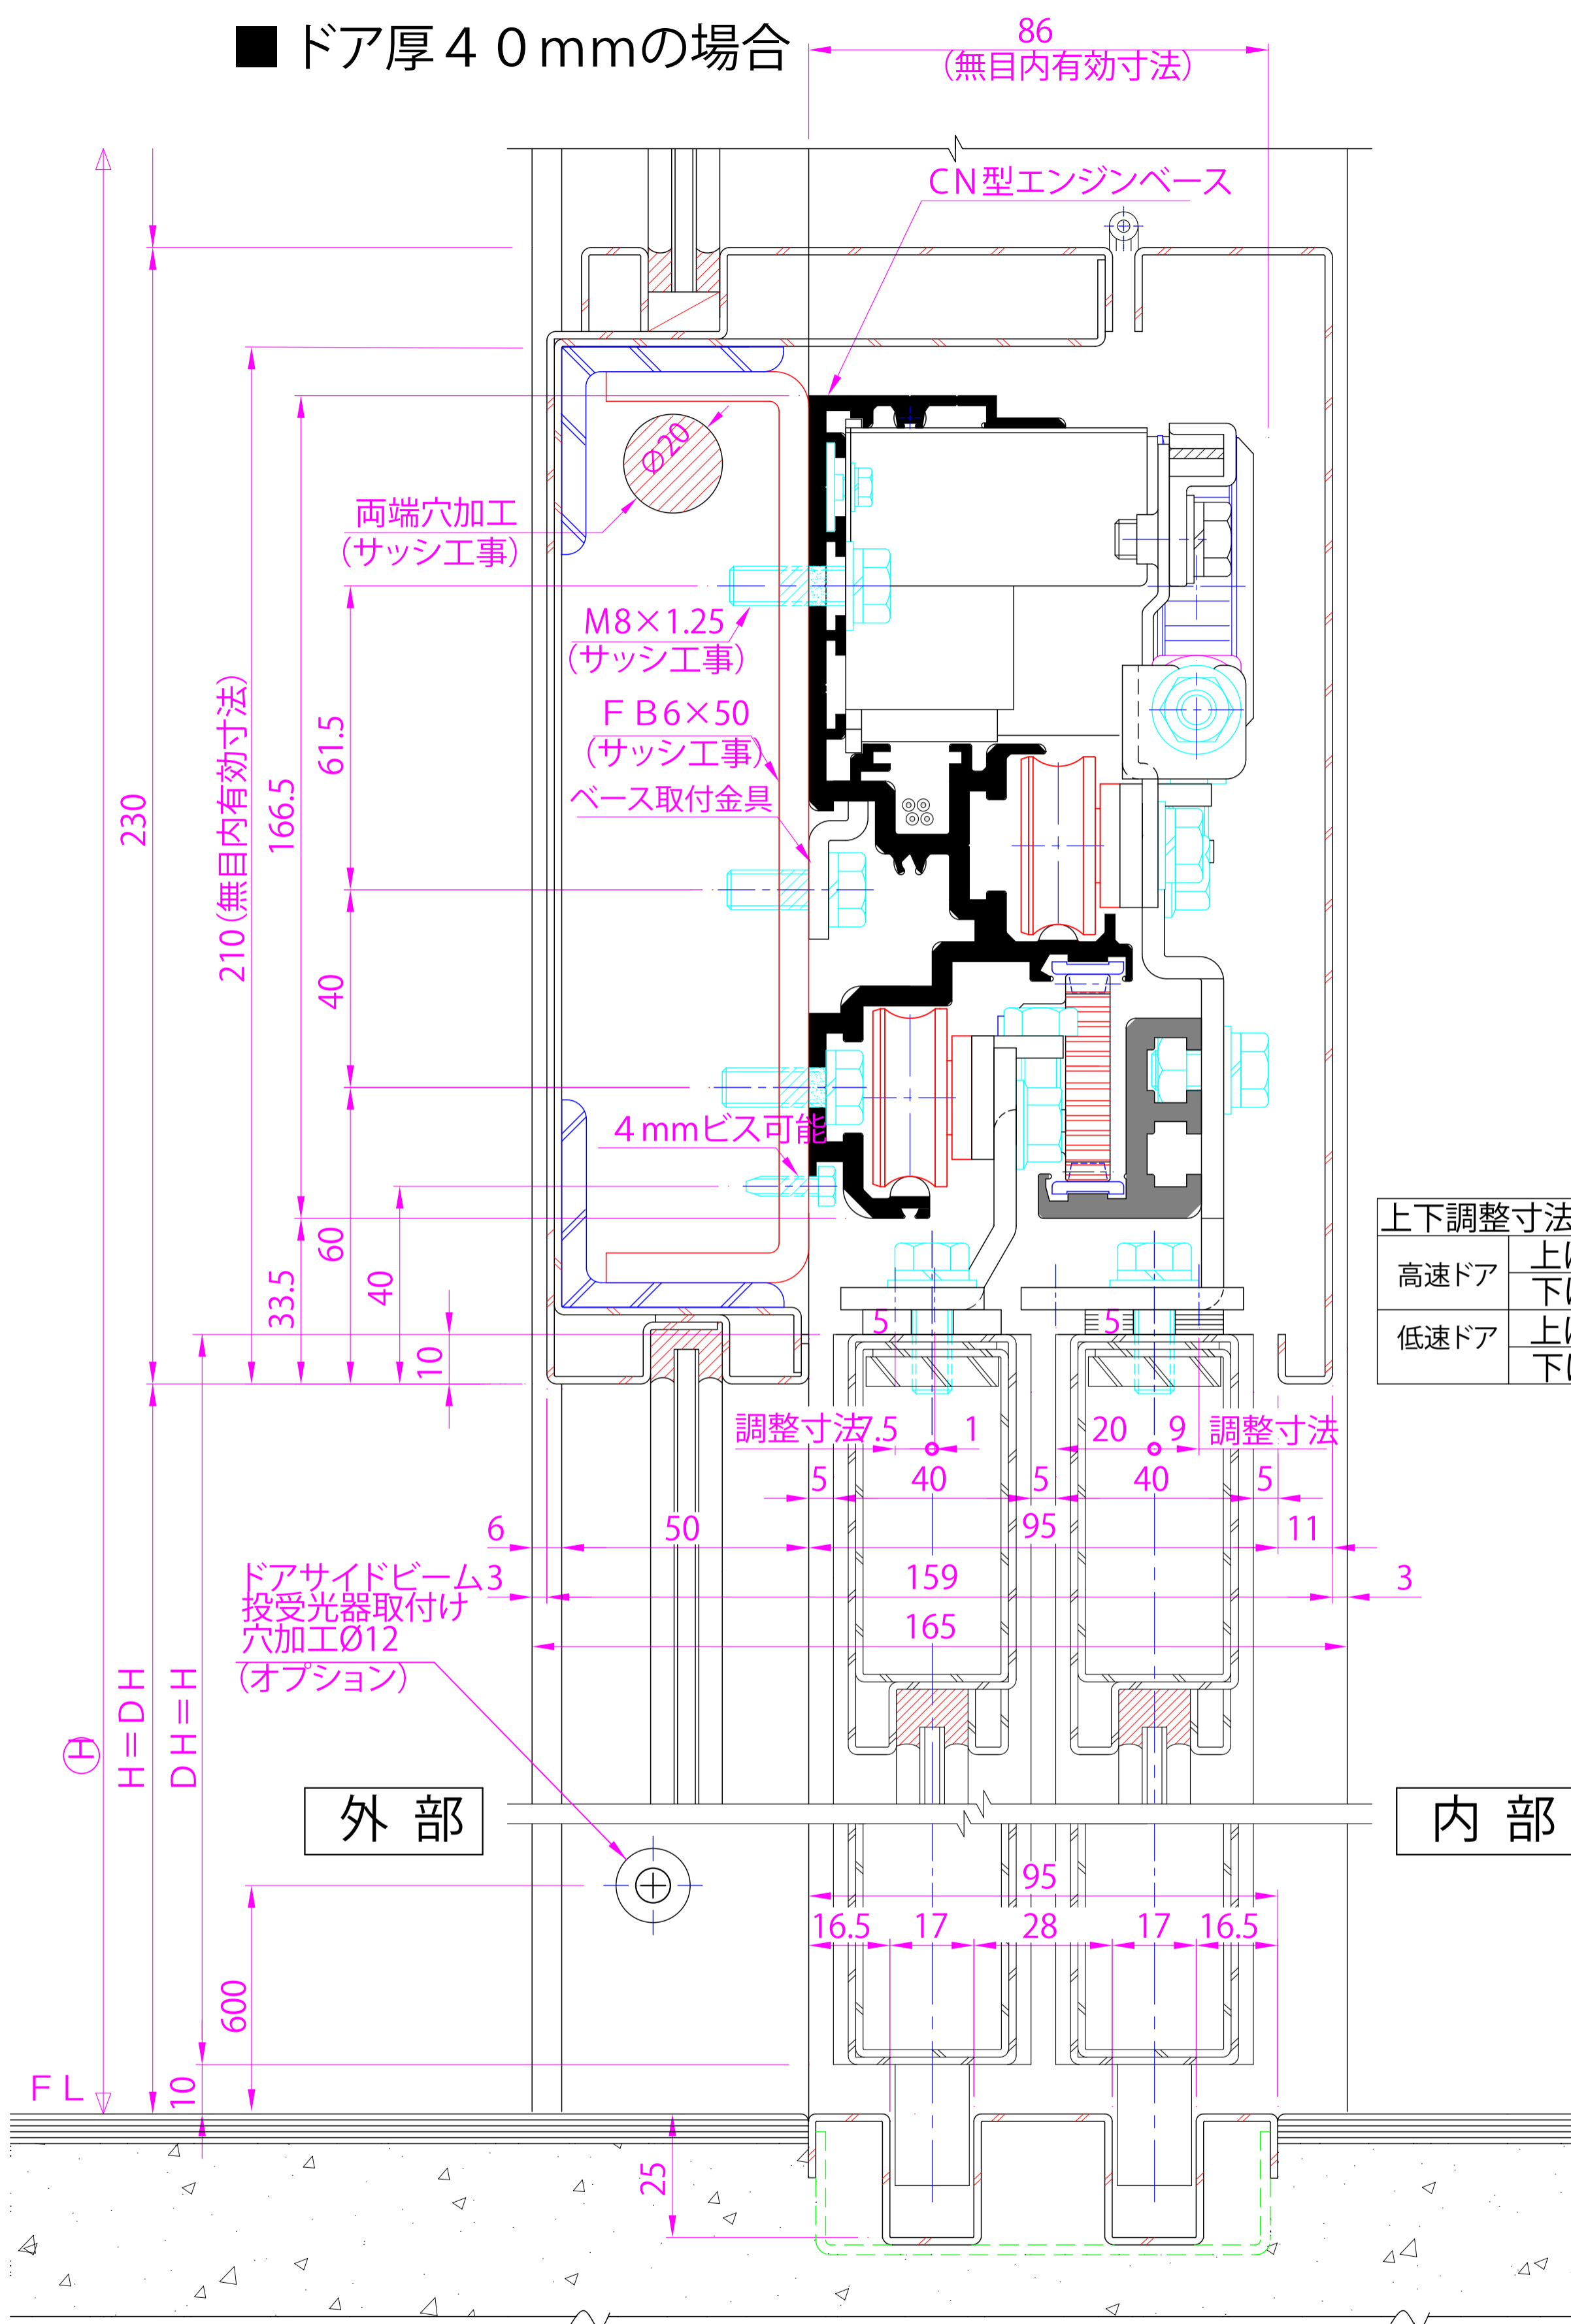 ■ ドア厚４０mmの場合
86
(無目内有効寸法)
CN型エンジンベース
Ø20
両端穴加工
(サッシ工事)
M8×1.25
(サッシ工事)
ＦＢ6×50
(サッシ工事)
ベース取付金具
4mmビス可能
230
210(無目内有効寸法)
166.5
61.5
40
60
33.5
40
10
上下調整寸法
高速ドア
低速ドア
5
5
調整寸法
7.5
1
20
9
調整寸法
5
40
5
40
5
6
50
95
11
3
159
3
165
ドアサイドビーム
投受光器取付け
穴加工Ø12
(オプション)
H
H＝DH
DH＝H
外 部
内 部
95
16.5
17
28
17
16.5
600
10
ＦＬ
25